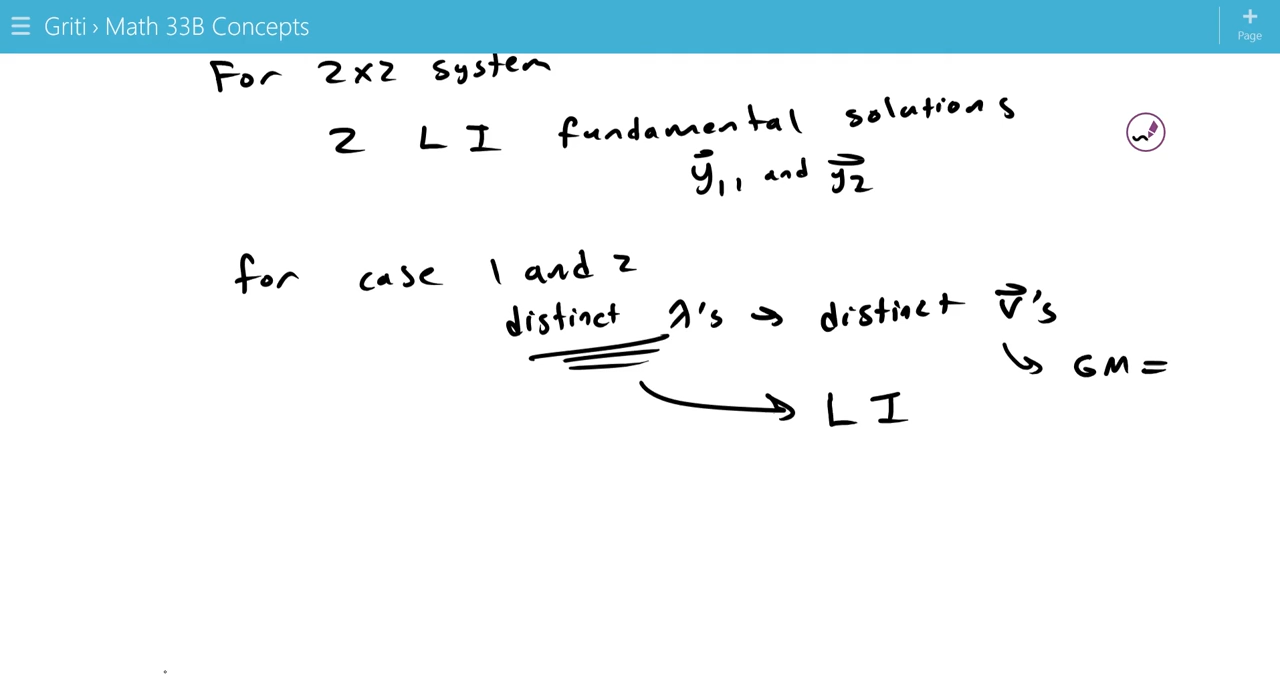 Griti › Math 33B Concepts
Page
For 2x2 system
2 LI fundamental solutions
y⃗₁, and y⃗₂
for case 1 and 2
distinct λ's → distinct v⃗'s
↳ GM =
→ LI